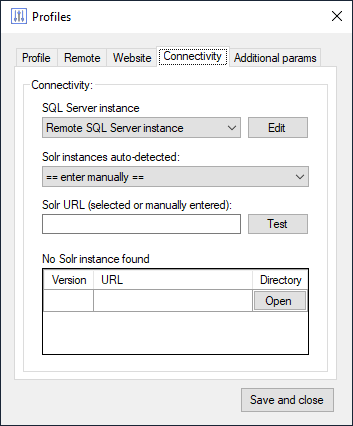 Profiles
Profile Remote Website Connectivity Additional params
Connectivity:
SQL Server instance
Remote SQL Server instance Edit
Solr instances auto-detected:
== enter manually ==
Solr URL (selected or manually entered):
Test
No Solr instance found
Version URL Directory
Open
Save and close